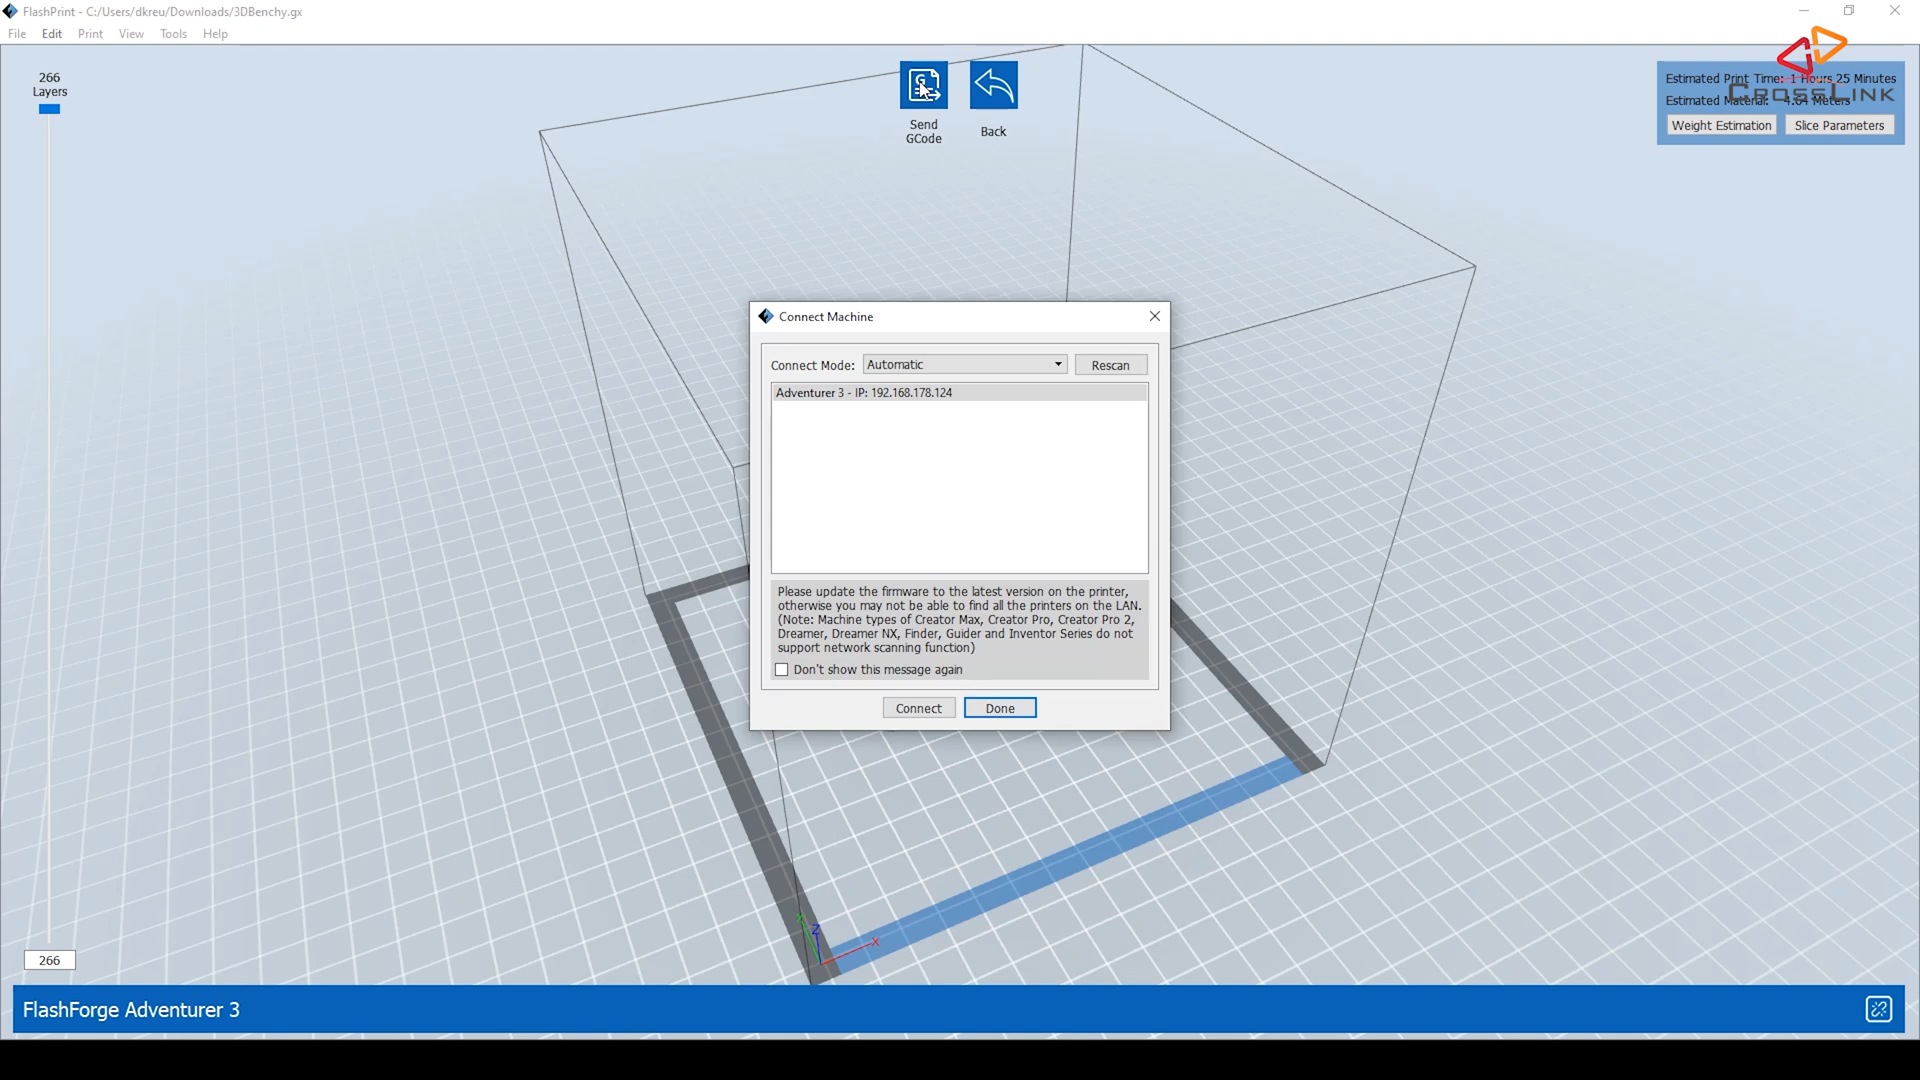 FlashPrint - C:/Users/dkreu/Downloads/3DBenchy.gx
File Edit Print View Tools Help
266
Layers
Send
GCode
Back
Estimated Print Time: 1 Hours 25 Minutes
Estimated Material: 4.64 Meters
CROSSLINK
Weight Estimation Slice Parameters
Connect Machine
Connect Mode: Automatic Rescan
Adventurer 3 - IP: 192.168.178.124
Please update the firmware to the latest version on the printer,
otherwise you may not be able to find all the printers on the LAN.
(Note: Machine types of Creator Max, Creator Pro, Creator Pro 2,
Dreamer, Dreamer NX, Finder, Guider and Inventor Series do not
support network scanning function)
Don't show this message again
Connect Done
Z
X
266
FlashForge Adventurer 3